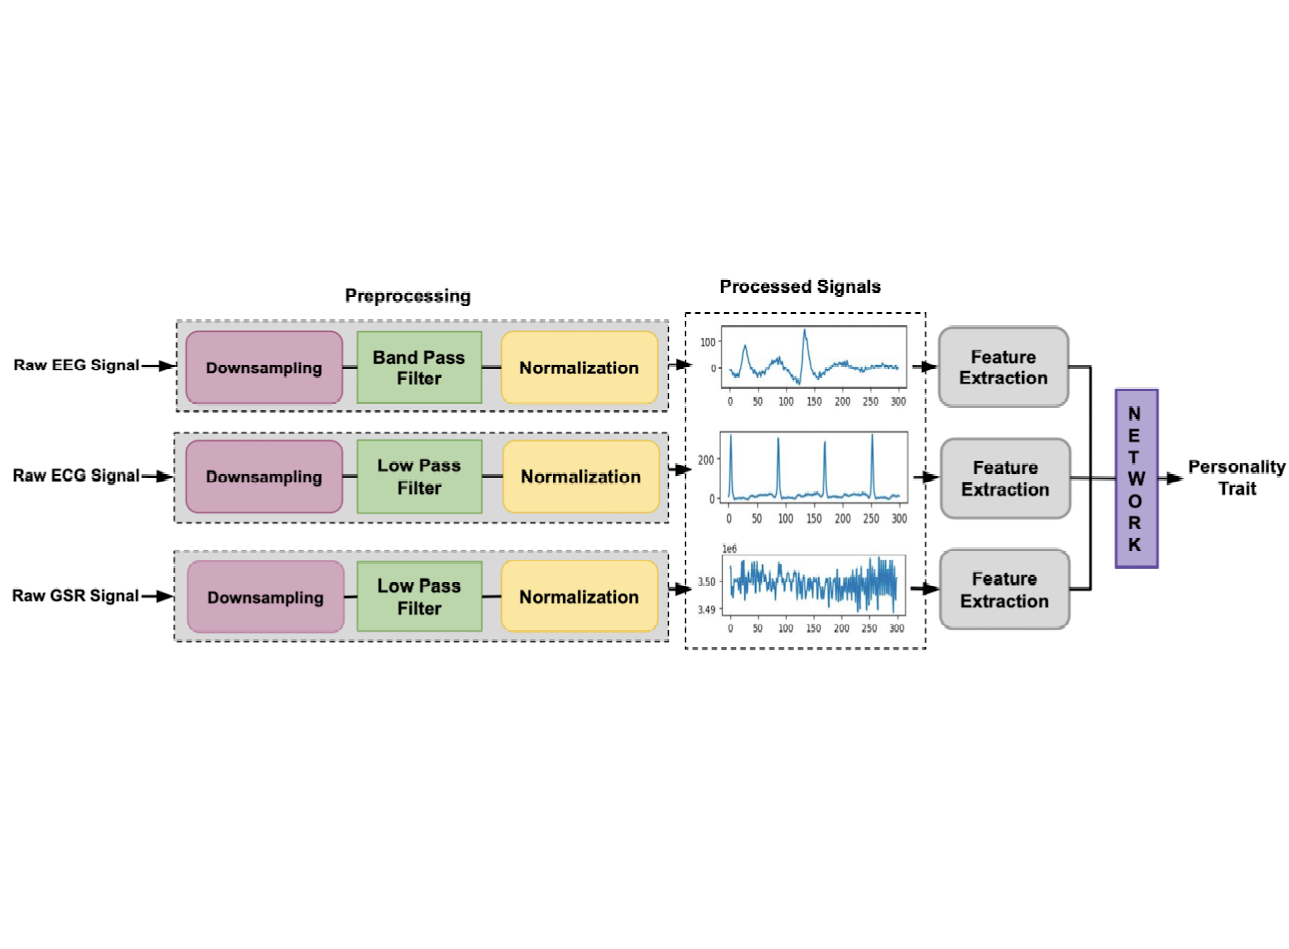 Preprocessing
Processed Signals
Raw EEG Signal
Downsampling
Band Pass
Filter
Normalization
100
0
0 50 100 150 200 250 300
Feature
Extraction
Raw ECG Signal
Downsampling
Low Pass
Filter
Normalization
200
0
0 50 100 150 200 250 300
Feature
Extraction
NETWORK
Personality
Trait
Raw GSR Signal
Downsampling
Low Pass
Filter
Normalization
1e6
3.50
3.49
0 50 100 150 200 250 300
Feature
Extraction